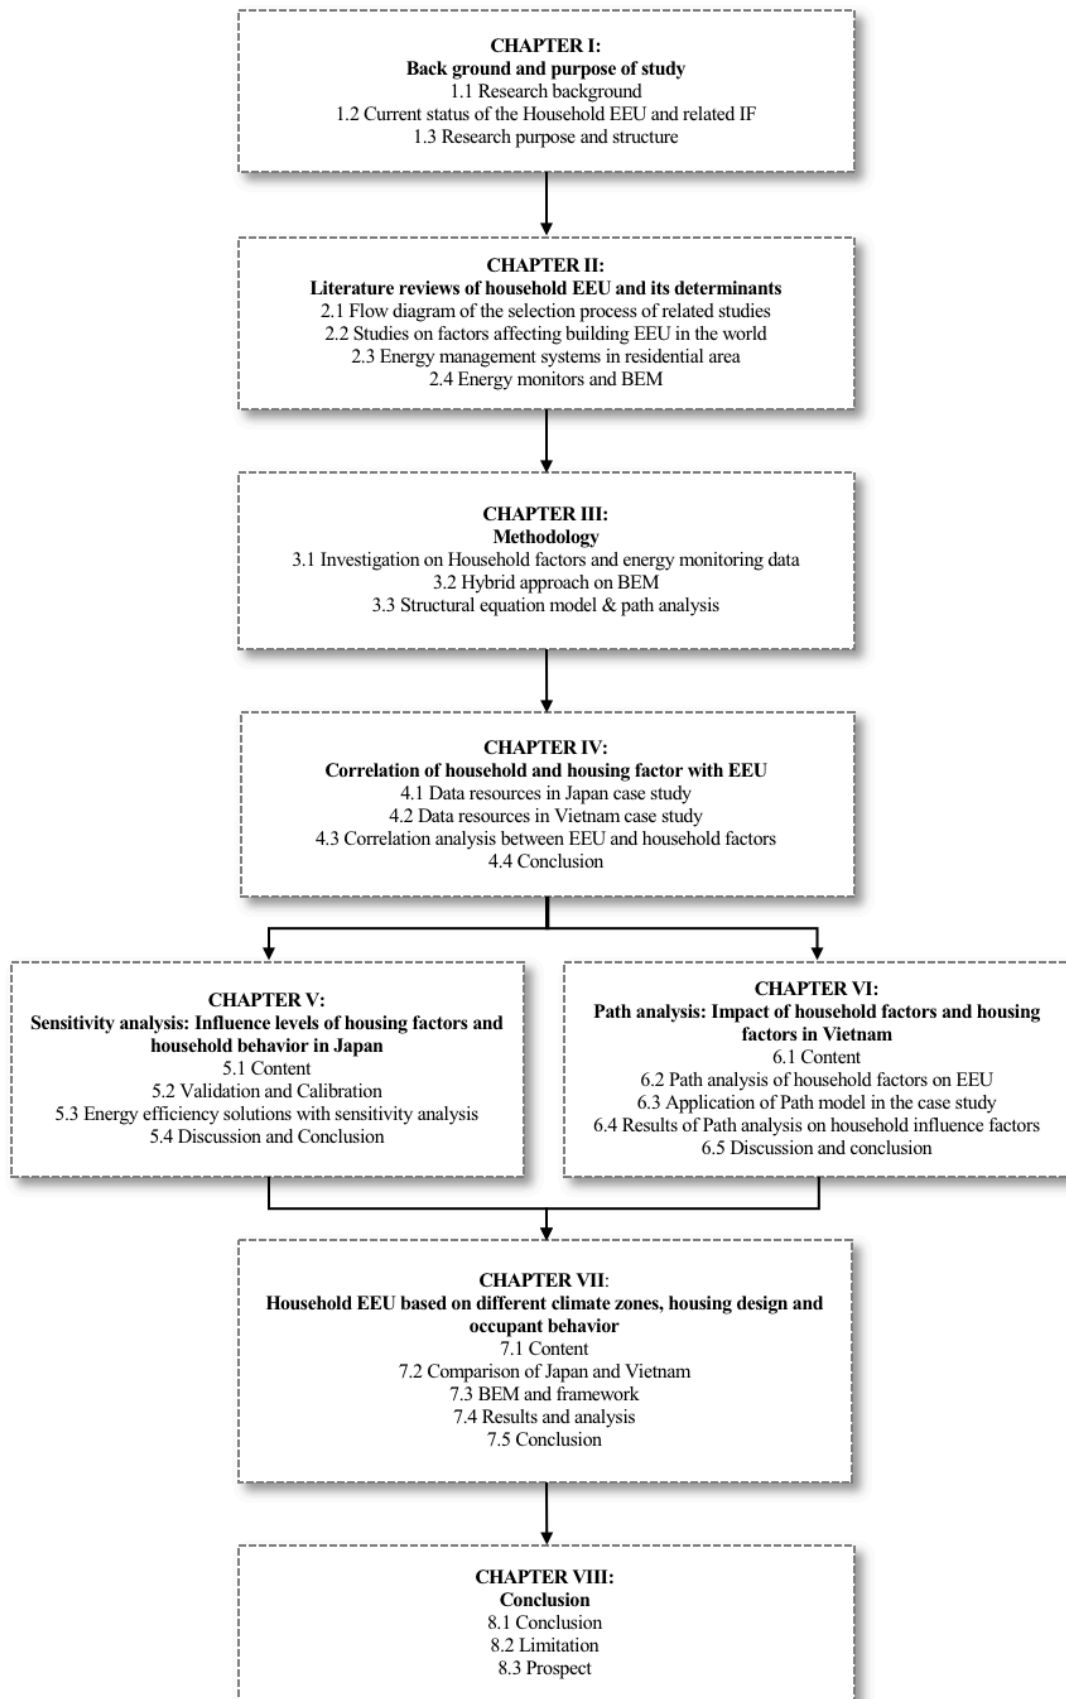 CHAPTER I:
Back ground and purpose of study
1.1 Research background
1.2 Current status of the Household EEU and related IF
1.3 Research purpose and structure
CHAPTER II:
Literature reviews of household EEU and its determinants
2.1 Flow diagram of the selection process of related studies
2.2 Studies on factors affecting building EEU in the world
2.3 Energy management systems in residential area
2.4 Energy monitors and BEM
CHAPTER III:
Methodology
3.1 Investigation on Household factors and energy monitoring data
3.2 Hybrid approach on BEM
3.3 Structural equation model & path analysis
CHAPTER IV:
Correlation of household and housing factor with EEU
4.1 Data resources in Japan case study
4.2 Data resources in Vietnam case study
4.3 Correlation analysis between EEU and household factors
4.4 Conclusion
CHAPTER V:
Sensitivity analysis: Influence levels of housing factors and
household behavior in Japan
5.1 Content
5.2 Validation and Calibration
5.3 Energy efficiency solutions with sensitivity analysis
5.4 Discussion and Conclusion
CHAPTER VI:
Path analysis: Impact of household factors and housing
factors in Vietnam
6.1 Content
6.2 Path analysis of household factors on EEU
6.3 Application of Path model in the case study
6.4 Results of Path analysis on household influence factors
6.5 Discussion and conclusion
CHAPTER VII:
Household EEU based on different climate zones, housing design and
occupant behavior
7.1 Content
7.2 Comparison of Japan and Vietnam
7.3 BEM and framework
7.4 Results and analysis
7.5 Conclusion
CHAPTER VIII:
Conclusion
8.1 Conclusion
8.2 Limitation
8.3 Prospect